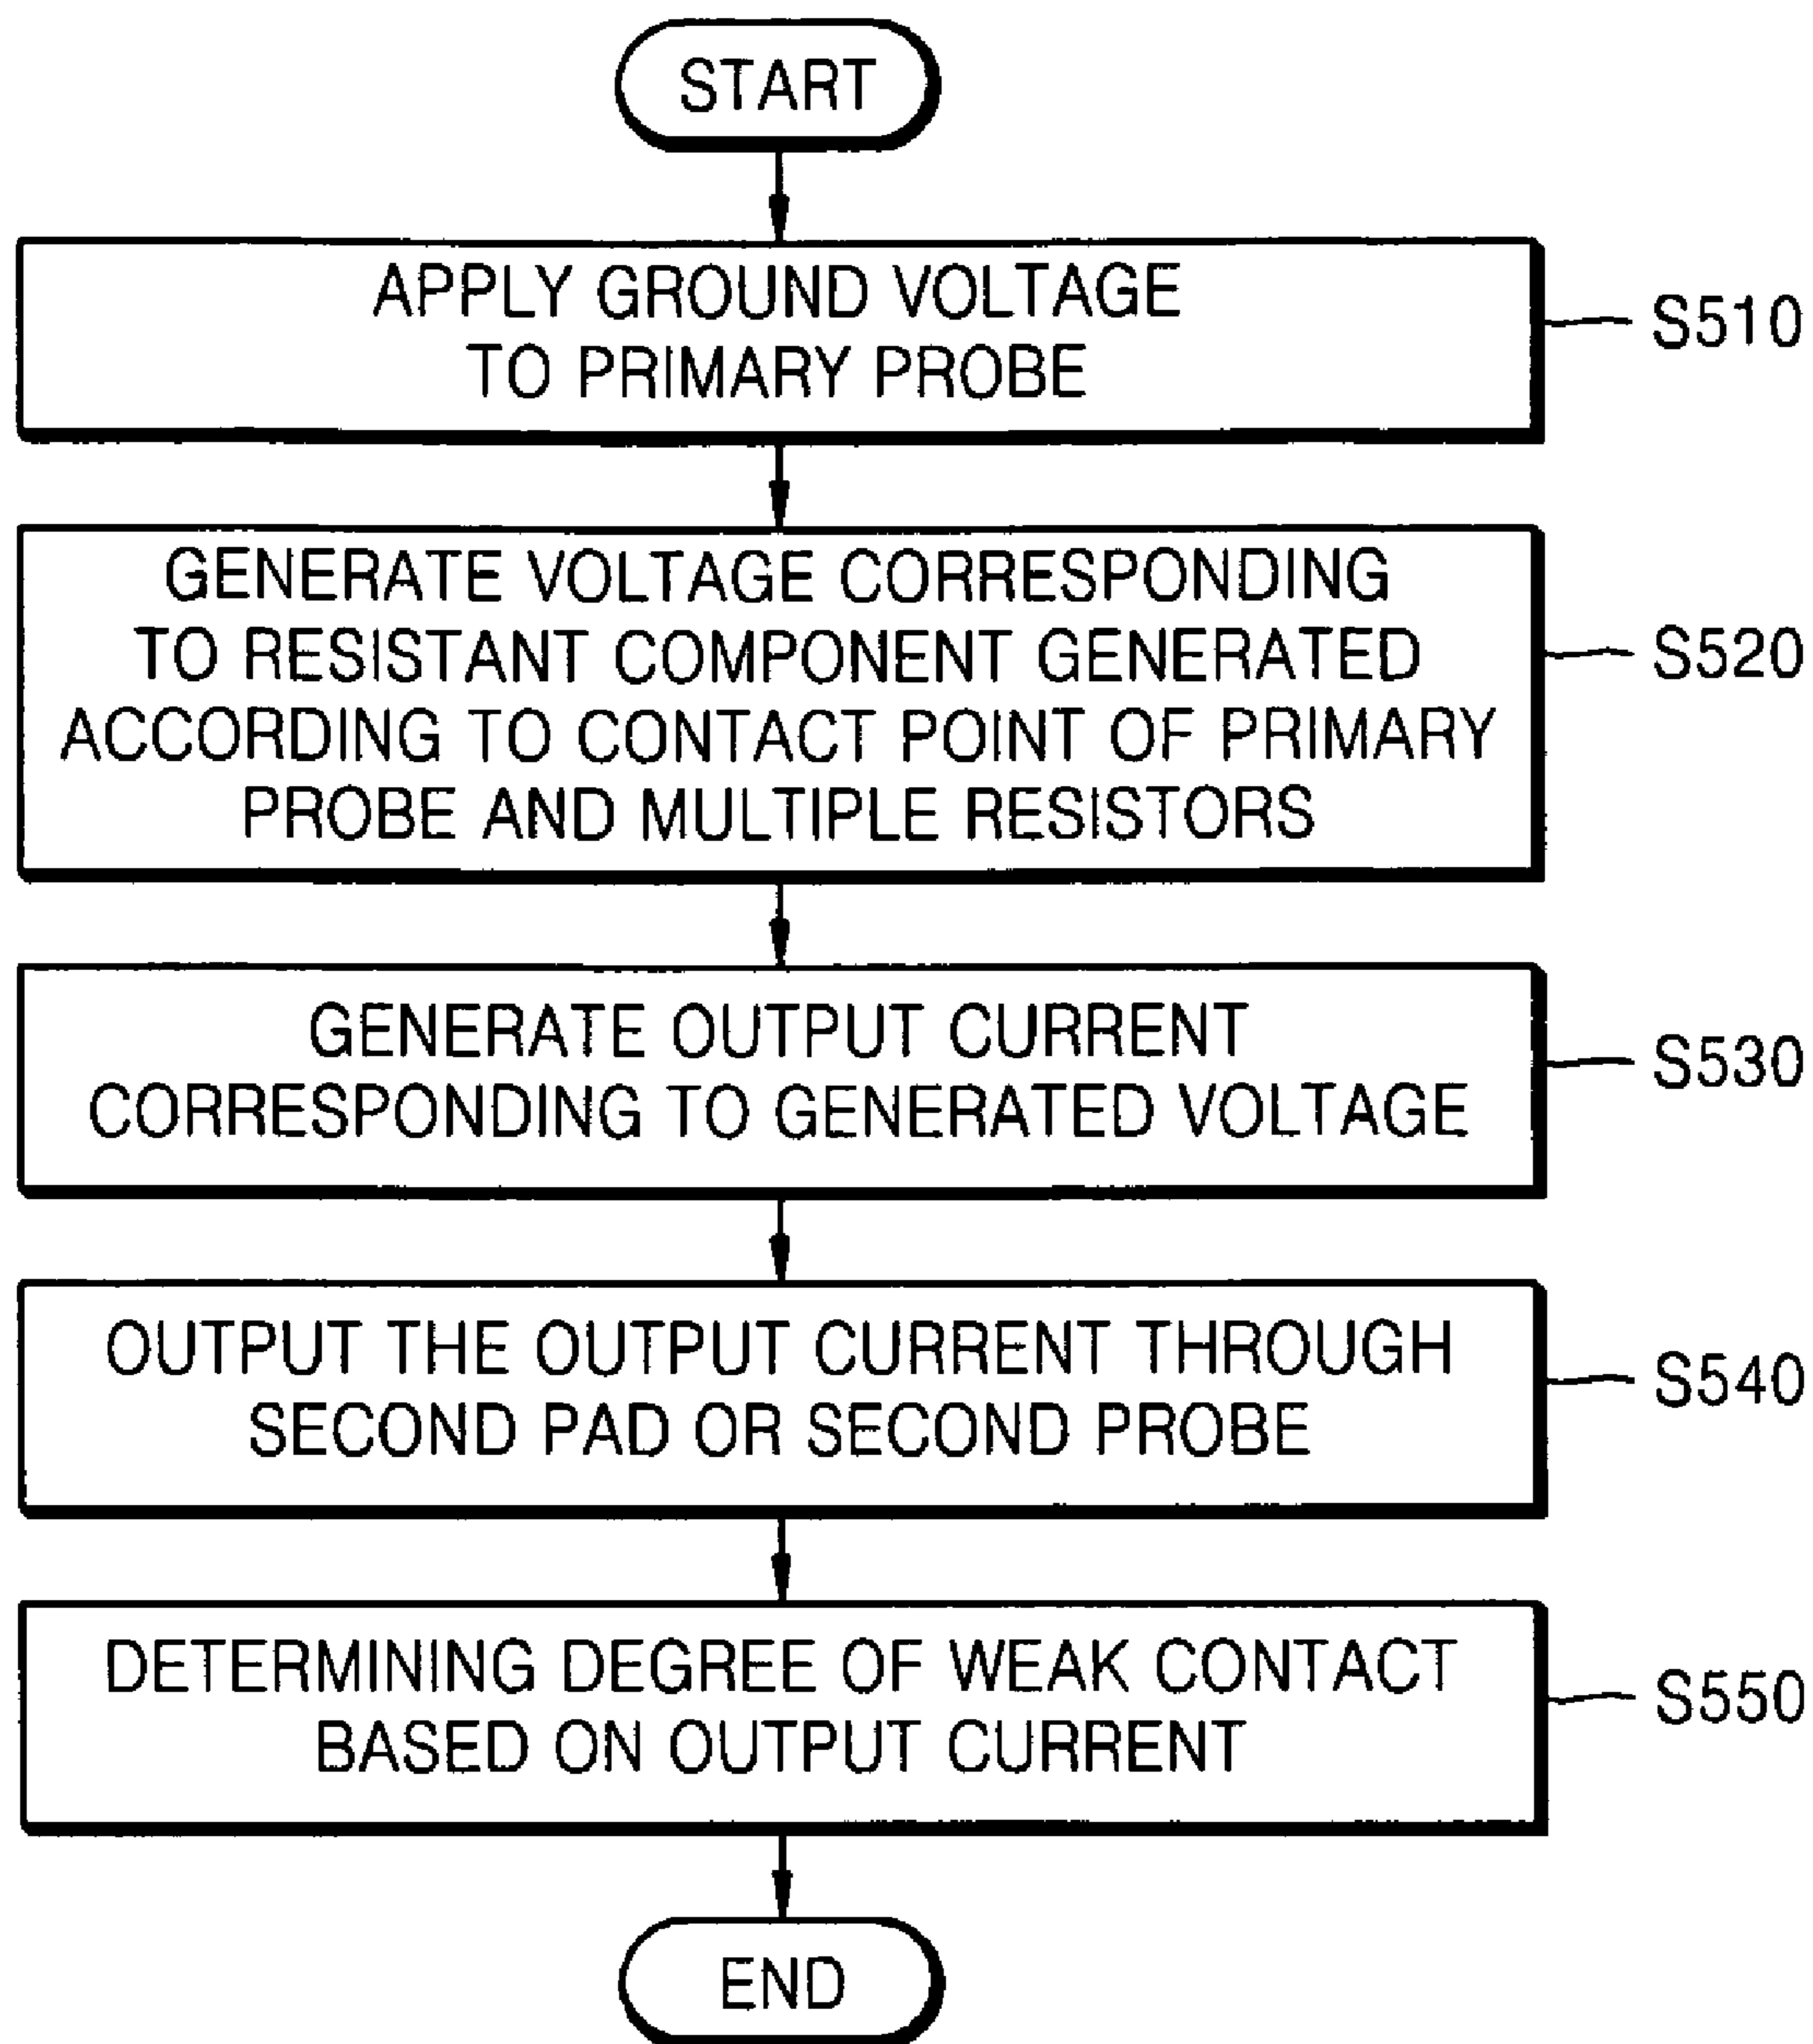 START
APPLY GROUND VOLTAGE
TO PRIMARY PROBE
S510
GENERATE VOLTAGE CORRESPONDING
TO RESISTANT COMPONENT GENERATED
ACCORDING TO CONTACT POINT OF PRIMARY
PROBE AND MULTIPLE RESISTORS
S520
GENERATE OUTPUT CURRENT
CORRESPONDING TO GENERATED VOLTAGE
S530
OUTPUT THE OUTPUT CURRENT THROUGH
SECOND PAD OR SECOND PROBE
S540
DETERMINING DEGREE OF WEAK CONTACT
BASED ON OUTPUT CURRENT
S550
END